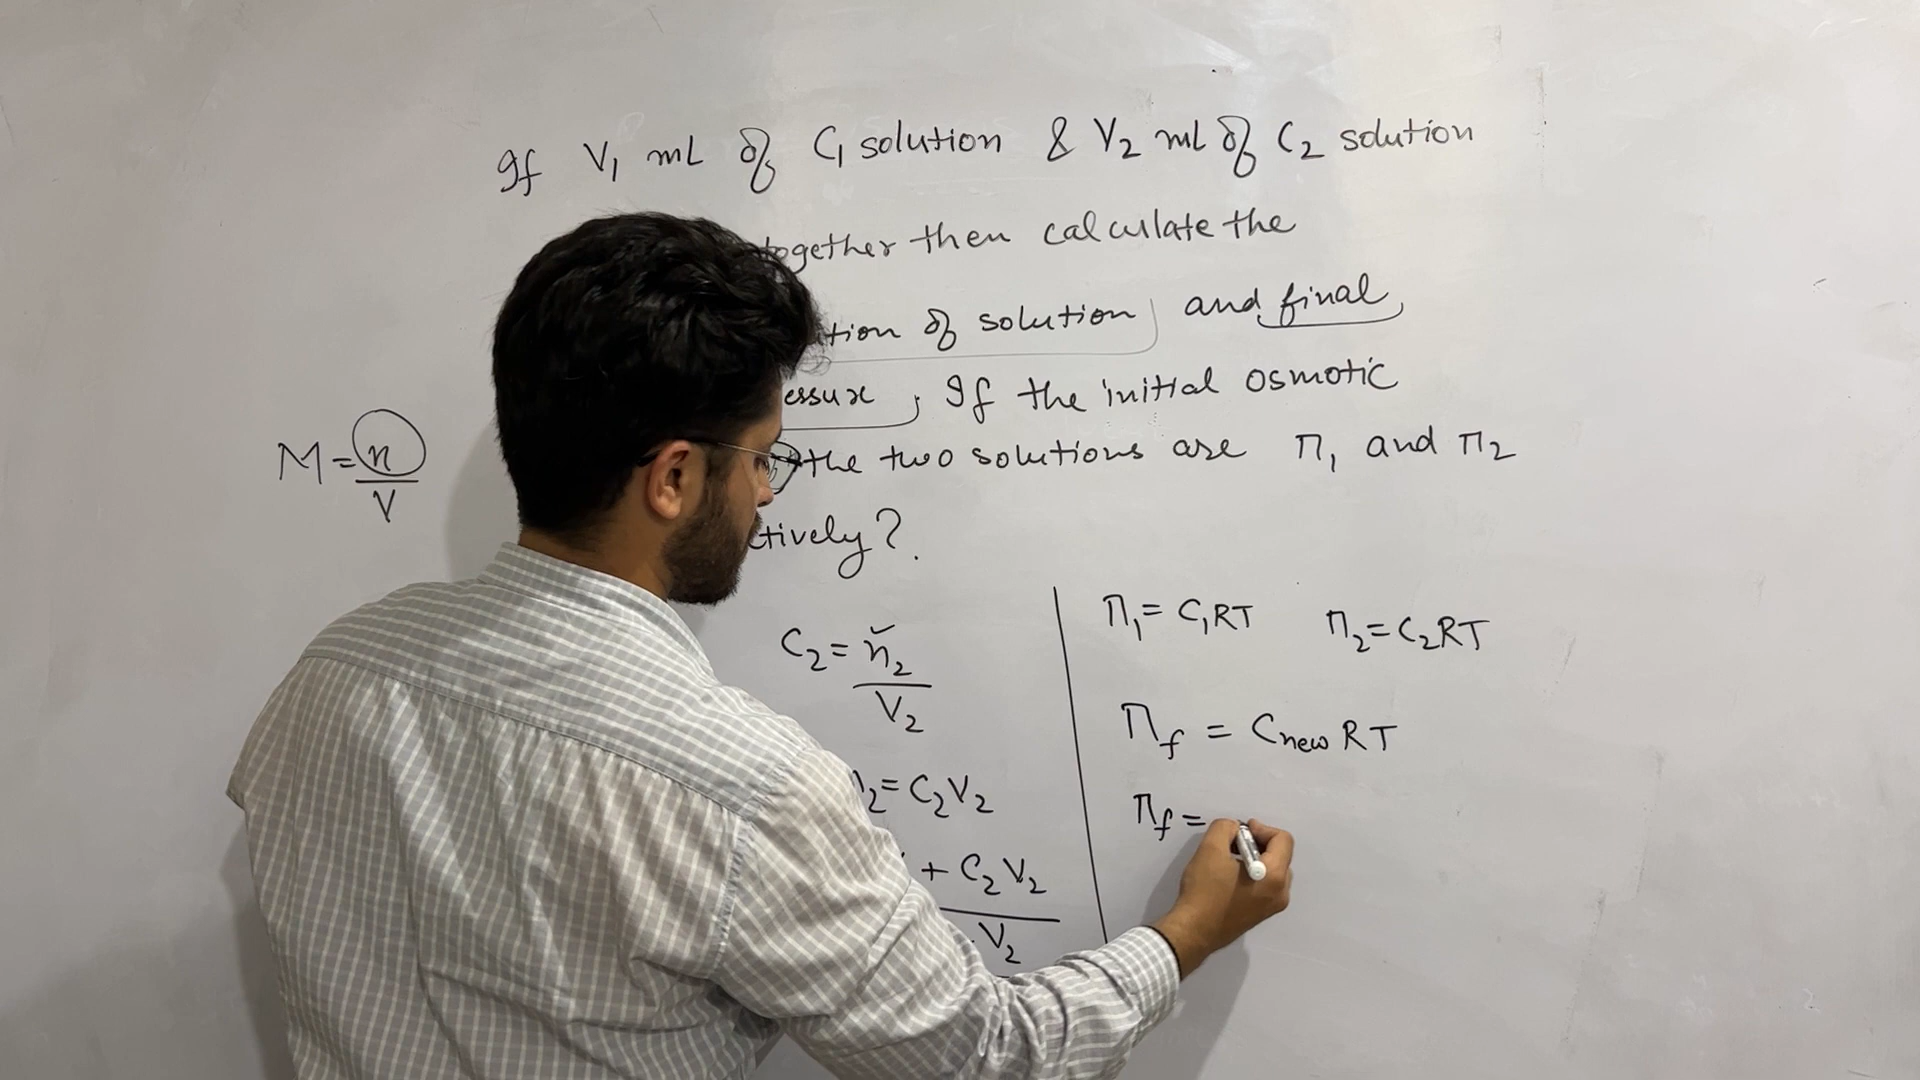 If V₁ mL of C₁ solution & V₂ mL of C₂ solution
together then calculate the
tion of solution and final
essure, If the initial osmotic
the two solutions are π₁ and π₂
ctively?
M = n/V
C₂ = n₂/V₂
n₂ = C₂V₂
+ C₂V₂
V₂
π₁ = C₁RT π₂ = C₂RT
π_f = C_new RT
π_f =